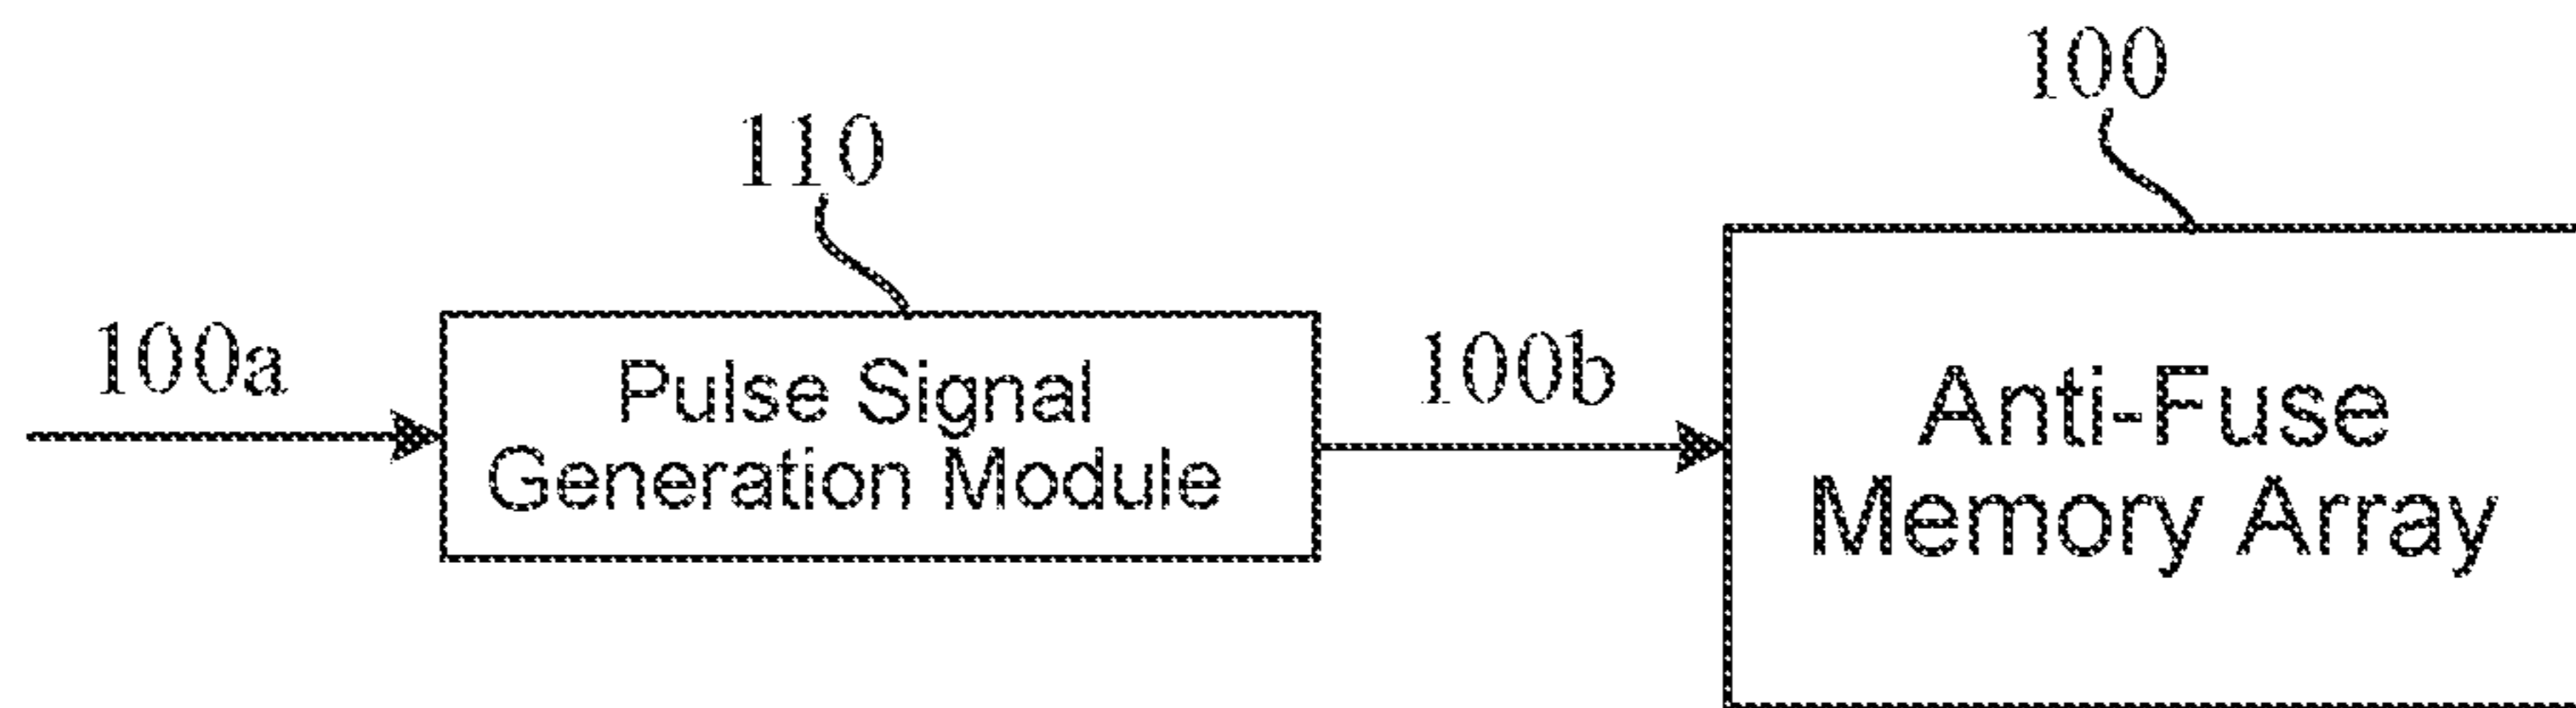 100
110
100a
Pulse Signal
Generation Module
100b
Anti-Fuse
Memory Array